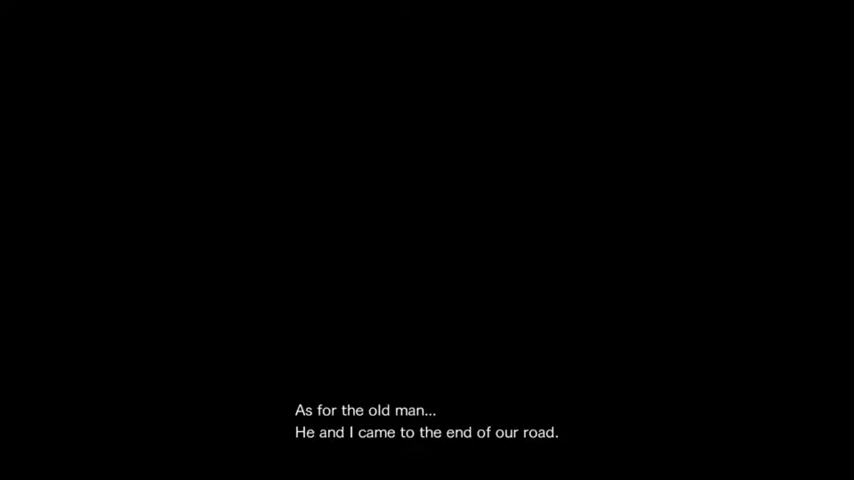 As for the old man...
He and I came to the end of our road.